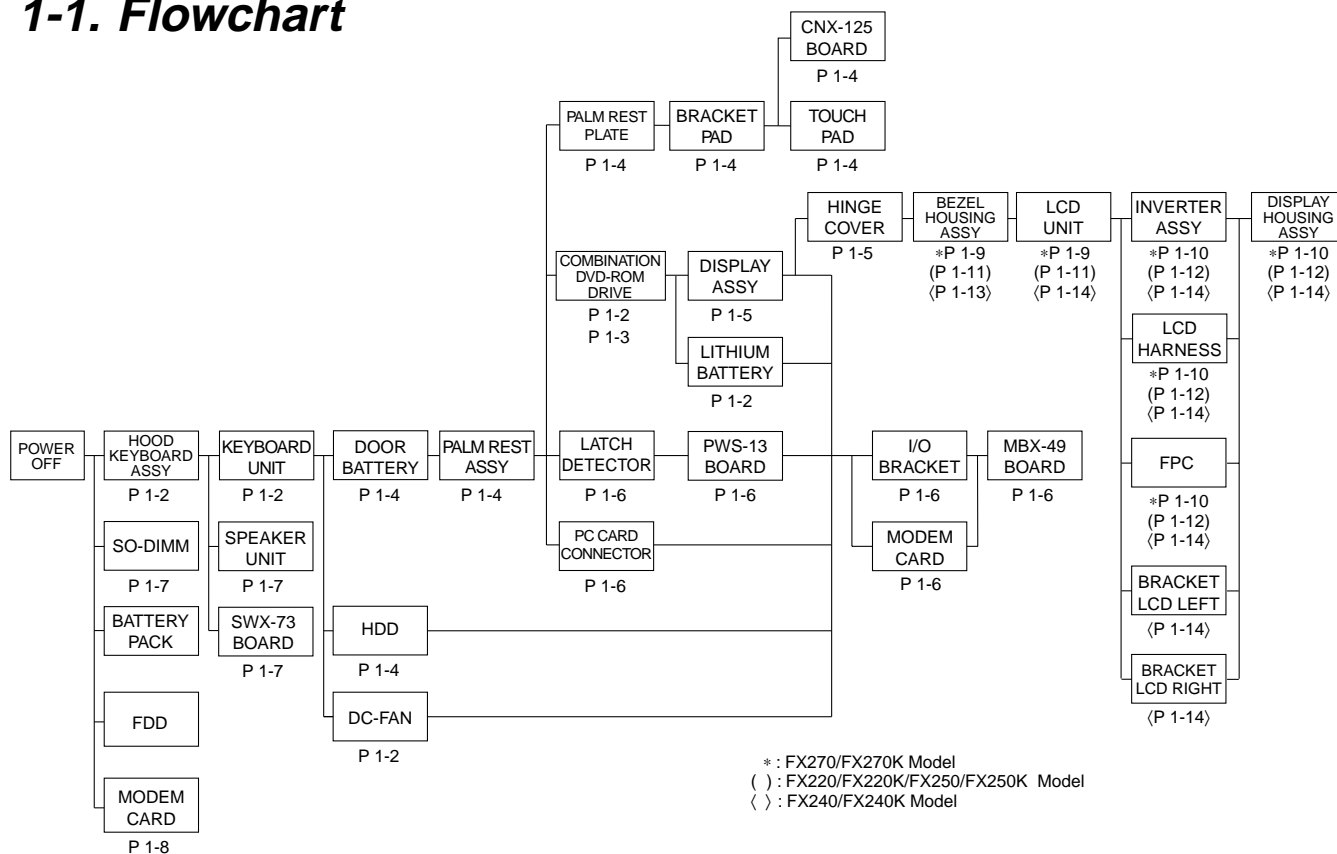 1-1. Flowchart
CNX-125
BOARD
P 1-4
PALM REST
PLATE
P 1-4
BRACKET
PAD
P 1-4
TOUCH
PAD
P 1-4
HINGE
COVER
P 1-5
BEZEL
HOUSING
ASSY
*P 1-9
(P 1-11)
〈P 1-13〉
LCD
UNIT
*P 1-9
(P 1-11)
〈P 1-14〉
INVERTER
ASSY
*P 1-10
(P 1-12)
〈P 1-14〉
DISPLAY
HOUSING
ASSY
*P 1-10
(P 1-12)
〈P 1-14〉
COMBINATION
DVD-ROM
DRIVE
P 1-2
P 1-3
DISPLAY
ASSY
P 1-5
LITHIUM
BATTERY
P 1-2
LCD
HARNESS
*P 1-10
(P 1-12)
〈P 1-14〉
POWER
OFF
HOOD
KEYBOARD
ASSY
P 1-2
KEYBOARD
UNIT
P 1-2
DOOR
BATTERY
P 1-4
PALM REST
ASSY
P 1-4
LATCH
DETECTOR
P 1-6
PWS-13
BOARD
P 1-6
I/O
BRACKET
P 1-6
MBX-49
BOARD
P 1-6
FPC
*P 1-10
(P 1-12)
〈P 1-14〉
SO-DIMM
P 1-7
SPEAKER
UNIT
P 1-7
PC CARD
CONNECTOR
P 1-6
MODEM
CARD
P 1-6
BRACKET
LCD LEFT
〈P 1-14〉
BATTERY
PACK
SWX-73
BOARD
P 1-7
HDD
P 1-4
BRACKET
LCD RIGHT
〈P 1-14〉
FDD
DC-FAN
P 1-2
MODEM
CARD
P 1-8
* : FX270/FX270K Model
( ) : FX220/FX220K/FX250/FX250K Model
〈 〉 : FX240/FX240K Model